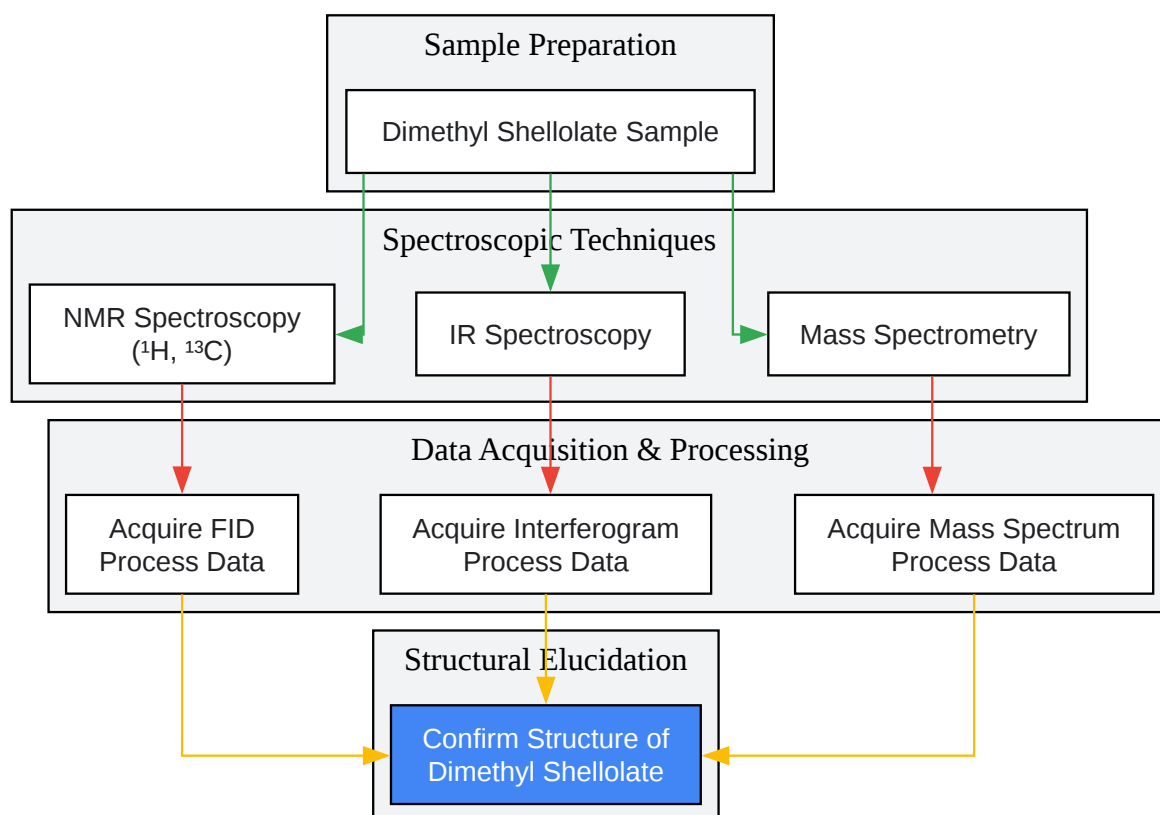 Sample Preparation
Dimethyl Shellolate Sample
Spectroscopic Techniques
NMR Spectroscopy
(¹H, ¹³C)
IR Spectroscopy
Mass Spectrometry
Data Acquisition & Processing
Acquire FID
Process Data
Acquire Interferogram
Process Data
Acquire Mass Spectrum
Process Data
Structural Elucidation
Confirm Structure of
Dimethyl Shellolate